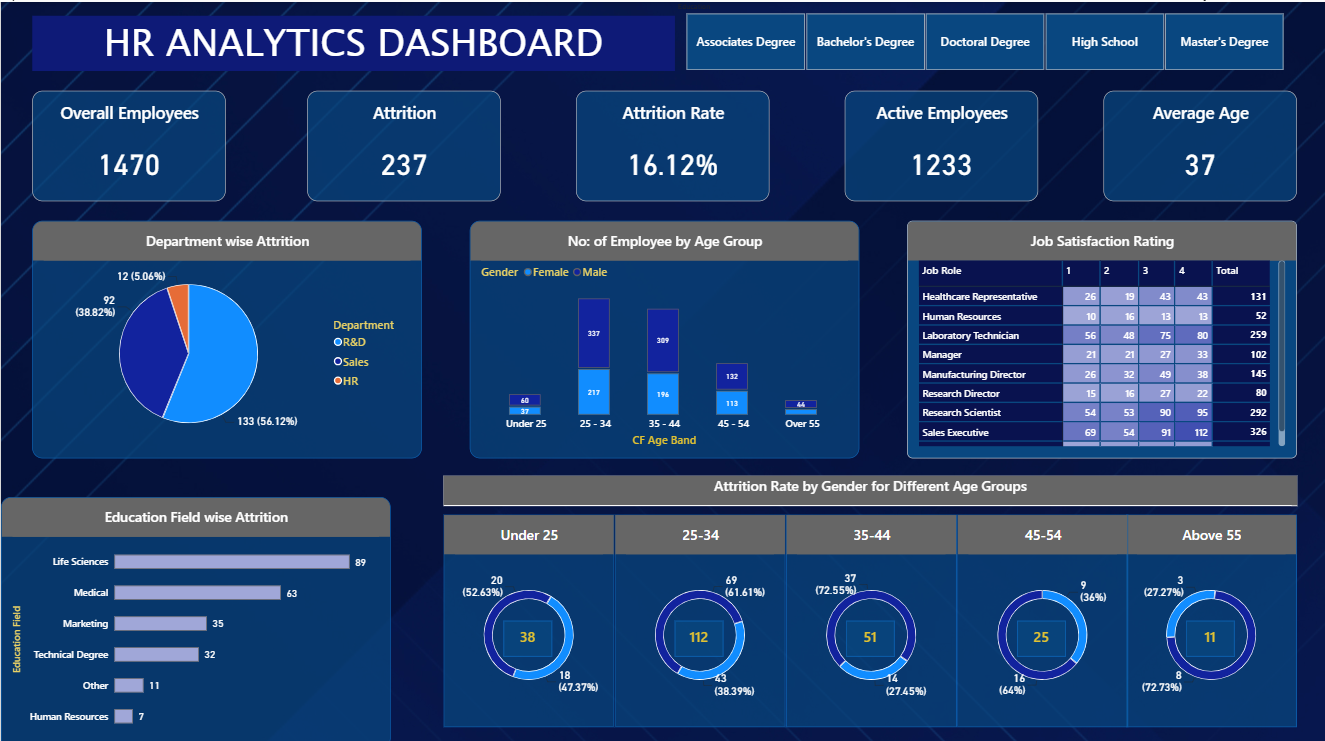 HR ANALYTICS DASHBOARD
Associates Degree
Bachelor's Degree
Doctoral Degree
High School
Master's Degree
Overall Employees
1470
Attrition
237
Attrition Rate
16.12%
Active Employees
1233
Average Age
37
Department wise Attrition
12 (5.06%)
92
(38.82%)
133 (56.12%)
Department
R&D
Sales
HR
No: of Employee by Age Group
Gender Female Male
337
309
132
60
44
217
196
113
37
Under 25 25 - 34 35 - 44 45 - 54 Over 55
CF Age Band
Job Satisfaction Rating
Job Role 1 2 3 4 Total
Healthcare Representative 26 19 43 43 131
Human Resources 10 16 13 13 52
Laboratory Technician 56 48 75 80 259
Manager 21 21 27 33 102
Manufacturing Director 26 32 49 38 145
Research Director 15 16 27 22 80
Research Scientist 54 53 90 95 292
Sales Executive 69 54 91 112 326
Education Field wise Attrition
Education Field
Life Sciences 89
Medical 63
Marketing 35
Technical Degree 32
Other 11
Human Resources 7
Attrition Rate by Gender for Different Age Groups
Under 25
20
(52.63%)
38
18
(47.37%)
25-34
69
(61.61%)
112
43
(38.39%)
35-44
37
(72.55%)
51
14
(27.45%)
45-54
9
(36%)
25
16
(64%)
Above 55
3
(27.27%)
11
8
(72.73%)